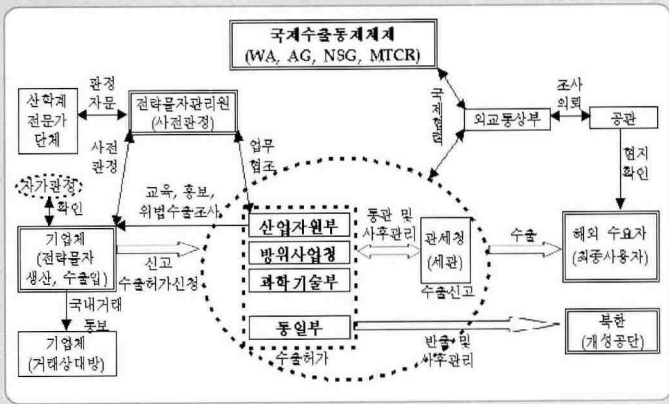 국제수출통제체제
(WA, AG, NSG, MTCR)
산학계
전문가
단체
판정
자문
전략물자관리원
(사전판정)
국제협력
외교통상부
조사
의뢰
공관
사전
판정
업무
협조
현지
확인
자가판정
확인
교육, 홍보,
위법수출조사
기업체
(전략물자
생산, 수출입)
신고
수출허가신청
산업자원부
방위사업청
과학기술부
통일부
수출허가
통관 및
사후관리
관세청
(세관)
수출신고
수출
해외 수요자
(최종사용자)
국내거래
통보
기업체
(거래상대방)
반출 및
사후관리
북한
(개성공단)